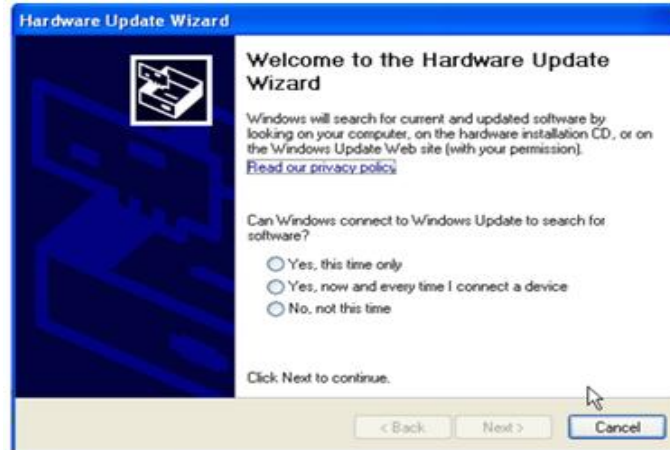 Hardware Update Wizard
Welcome to the Hardware Update
Wizard
Windows will search for current and updated software by
looking on your computer, on the hardware installation CD, or on
the Windows Update Web site (with your permission).
Read our privacy policy
Can Windows connect to Windows Update to search for
software?
Yes, this time only
Yes, now and every time I connect a device
No, not this time
Click Next to continue.
< Back
Next >
Cancel